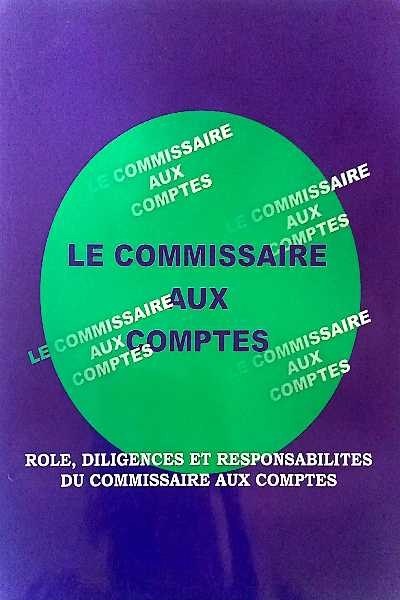 LE COMMISSAIRE
AUX
COMPTES
LE COMMISSAIRE
AUX
COMPTES
LE COMMISSAIRE
AUX
COMPTES
LE COMMISSAIRE
AUX
COMPTES
LE COMMISSAIRE
AUX
COMPTES
ROLE, DILIGENCES ET RESPONSABILITES
DU COMMISSAIRE AUX COMPTES